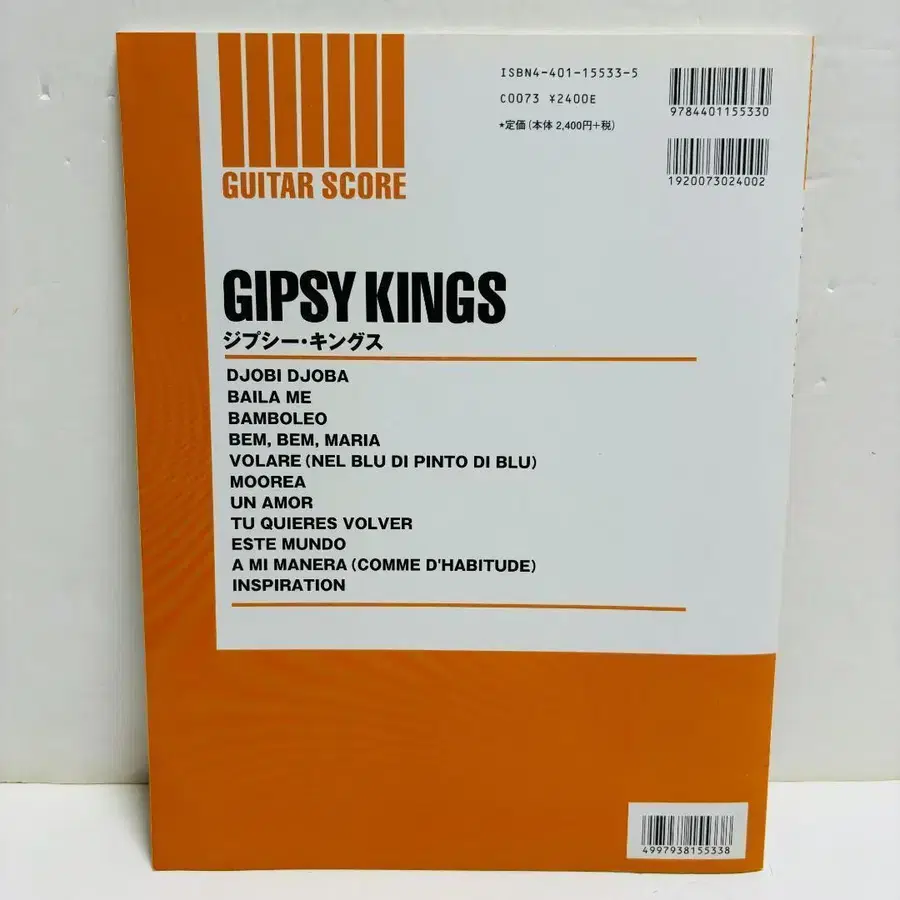 ISBN4-401-15533-5
C0073 ¥2400E
*定価(本体2,400円+税)
9784401155330
1920073024002
GUITAR SCORE
GIPSY KINGS
ジプシー・キングス
DJOBI DJOBA
BAILA ME
BAMBOLEO
BEM, BEM, MARIA
VOLARE (NEL BLU DI PINTO DI BLU)
MOOREA
UN AMOR
TU QUIERES VOLVER
ESTE MUNDO
A MI MANERA (COMME D'HABITUDE)
INSPIRATION
4997938155338